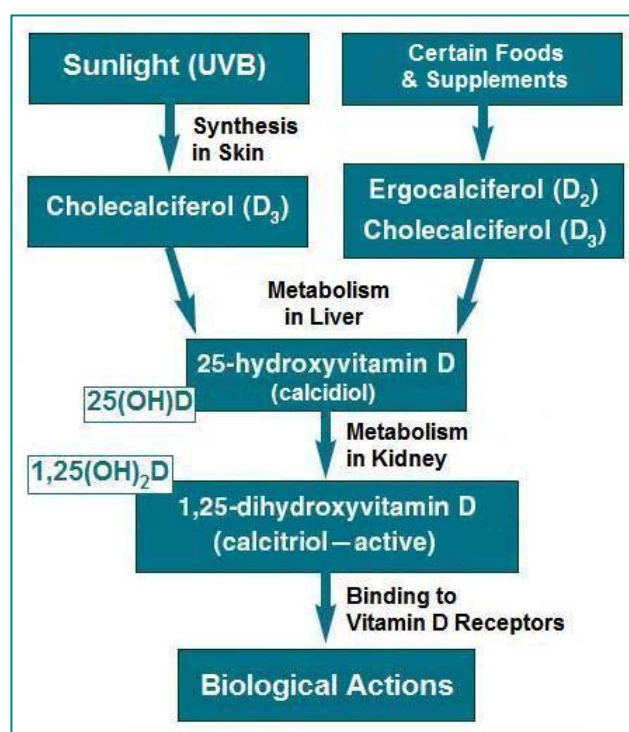 Sunlight (UVB)
Certain Foods
& Supplements
Synthesis
in Skin
Cholecalciferol (D₃)
Ergocalciferol (D₂)
Cholecalciferol (D₃)
Metabolism
in Liver
25-hydroxyvitamin D
(calcidiol)
25(OH)D
Metabolism
in Kidney
1,25(OH)₂D
1,25-dihydroxyvitamin D
(calcitriol—active)
Binding to
Vitamin D Receptors
Biological Actions